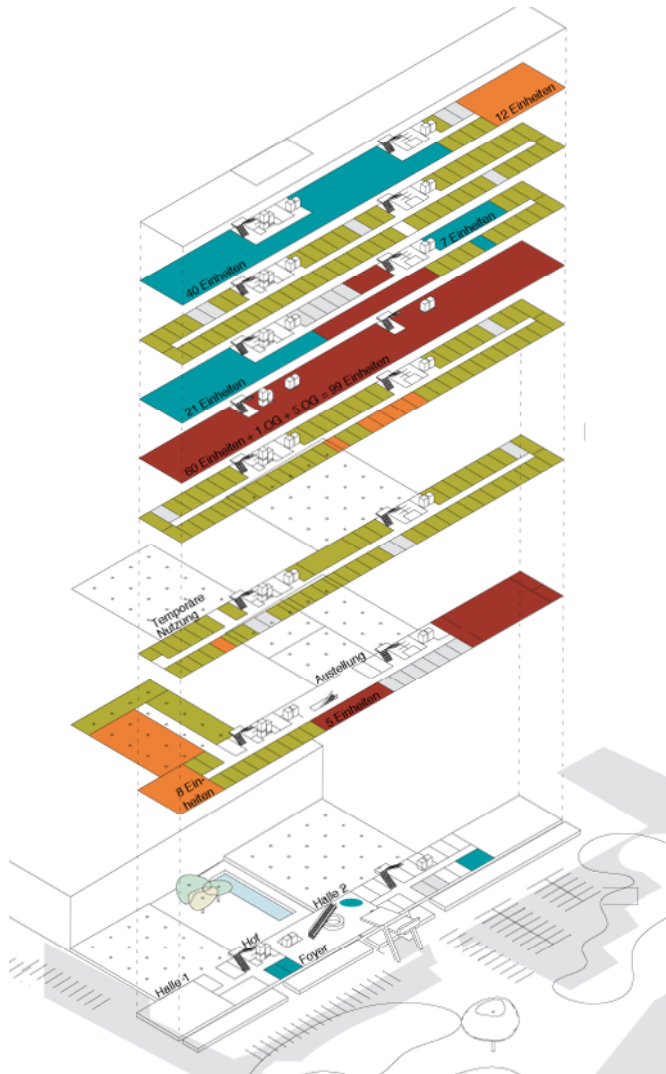 12 Einheiten
40 Einheiten
7 Einheiten
21 Einheiten
60 Einheiten + 1.OG + 5.OG = 99 Einheiten
Temporäre
Nutzung
Austellung
5 Einheiten
8 Ein-
heiten
Halle 2
Hof
Foyer
Halle 1